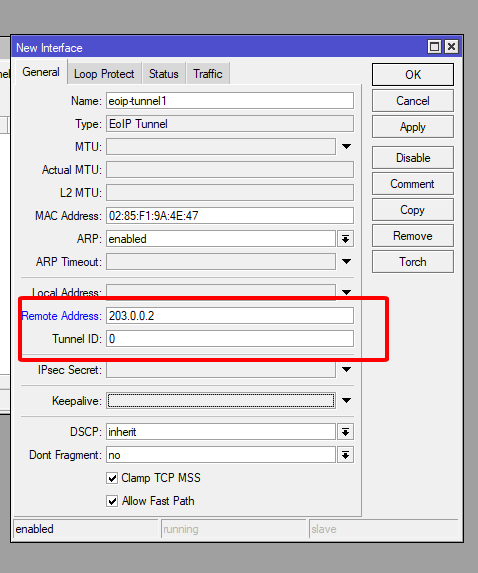 New Interface
General Loop Protect Status Traffic
Name: eoip-tunnel1
Type: EoIP Tunnel
MTU:
Actual MTU:
L2 MTU:
MAC Address: 02:85:F1:9A:4E:47
ARP: enabled
ARP Timeout:
Local Address:
Remote Address: 203.0.0.2
Tunnel ID: 0
IPsec Secret:
Keepalive:
DSCP: inherit
Dont Fragment: no
Clamp TCP MSS
Allow Fast Path
OK
Cancel
Apply
Disable
Comment
Copy
Remove
Torch
enabled running slave